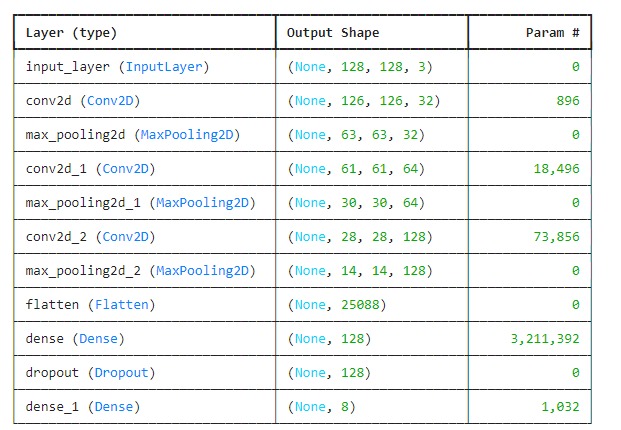 Layer (type) Output Shape Param #
input_layer (InputLayer) (None, 128, 128, 3) 0
conv2d (Conv2D) (None, 126, 126, 32) 896
max_pooling2d (MaxPooling2D) (None, 63, 63, 32) 0
conv2d_1 (Conv2D) (None, 61, 61, 64) 18,496
max_pooling2d_1 (MaxPooling2D) (None, 30, 30, 64) 0
conv2d_2 (Conv2D) (None, 28, 28, 128) 73,856
max_pooling2d_2 (MaxPooling2D) (None, 14, 14, 128) 0
flatten (Flatten) (None, 25088) 0
dense (Dense) (None, 128) 3,211,392
dropout (Dropout) (None, 128) 0
dense_1 (Dense) (None, 8) 1,032